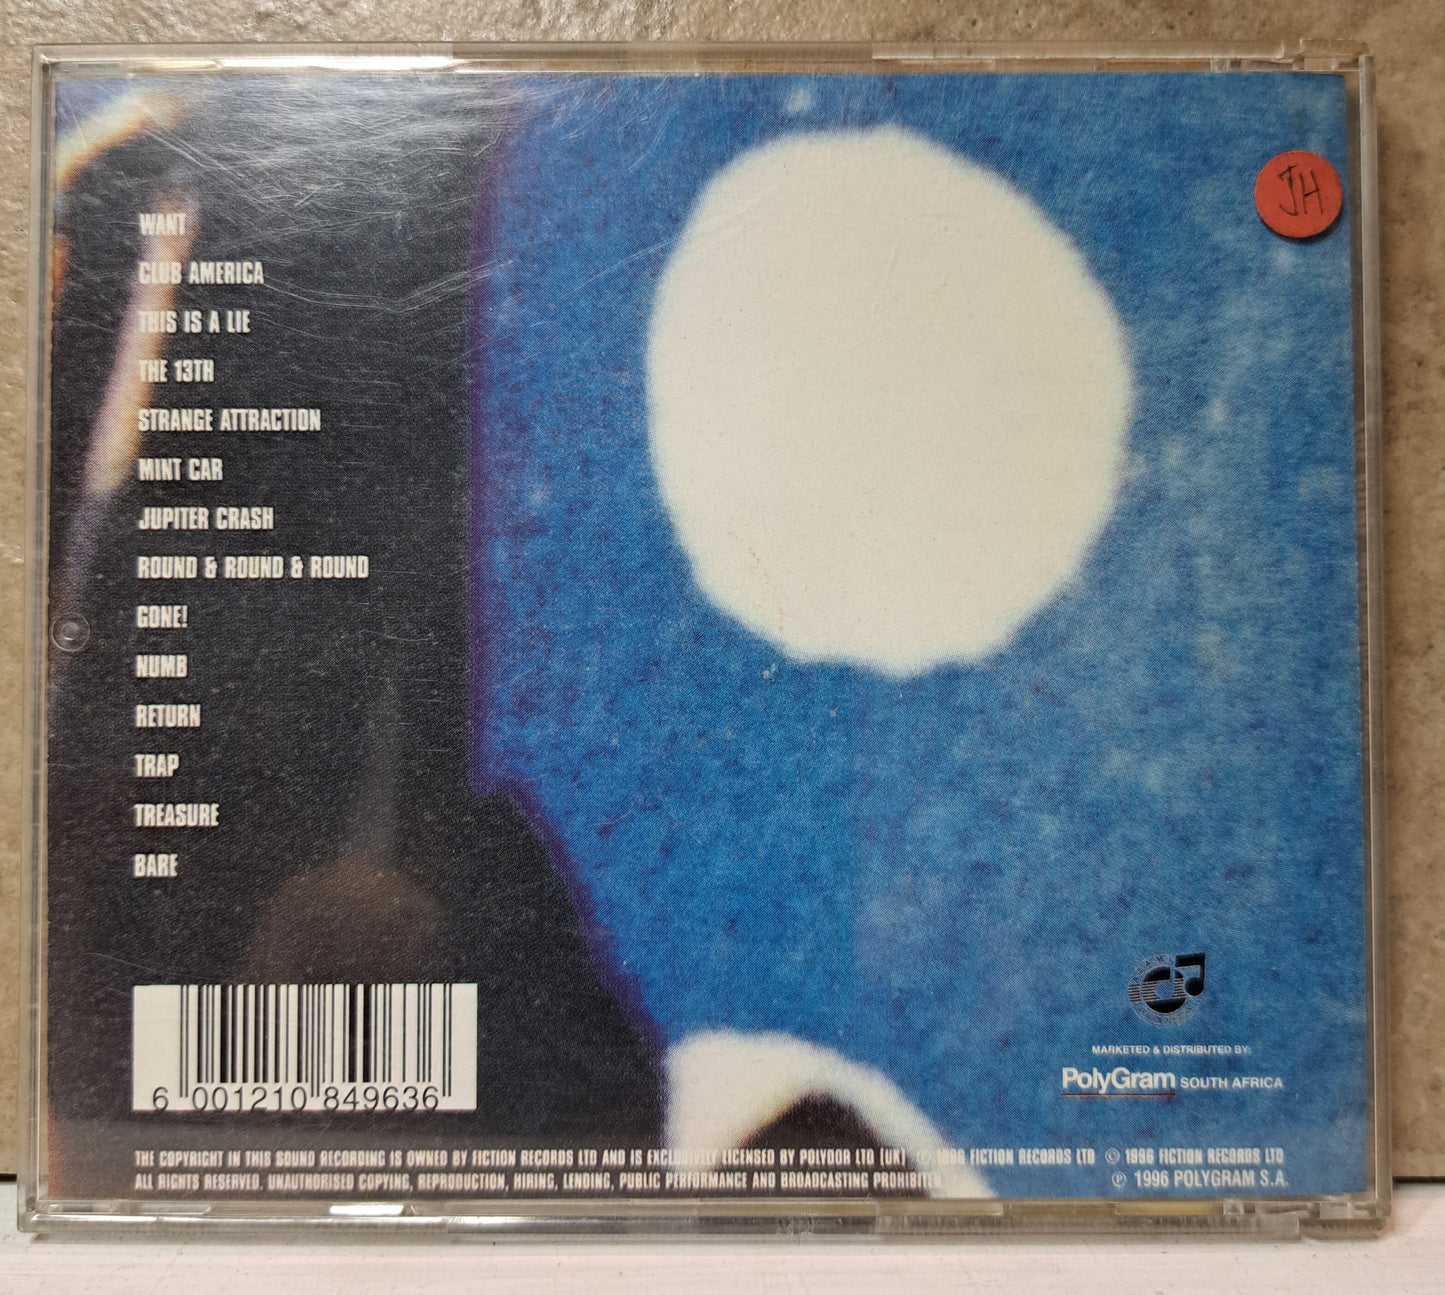 JH
WANT
CLUB AMERICA
THIS IS A LIE
THE 13TH
STRANGE ATTRACTION
MINT CAR
JUPITER CRASH
ROUND & ROUND & ROUND
GONE!
NUMB
RETURN
TRAP
TREASURE
BARE
6 001210 849636
MARKETED & DISTRIBUTED BY:
PolyGram SOUTH AFRICA
THE COPYRIGHT IN THIS SOUND RECORDING IS OWNED BY FICTION RECORDS LTD AND IS EXCLUSIVELY LICENSED BY POLYDOR LTD (UK) ℗ 1996 FICTION RECORDS LTD © 1996 FICTION RECORDS LTD
ALL RIGHTS RESERVED. UNAUTHORISED COPYING, REPRODUCTION, HIRING, LENDING, PUBLIC PERFORMANCE AND BROADCASTING PROHIBITED. ℗ 1996 POLYGRAM S.A.